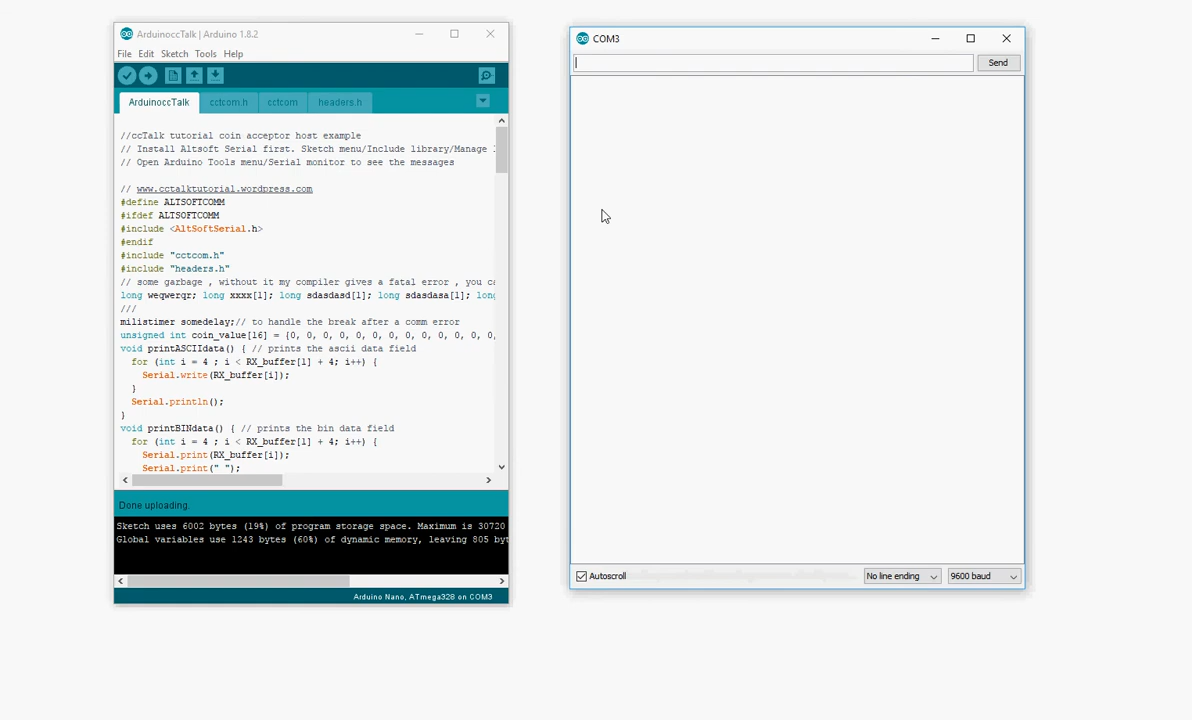 ArduinoccTalk | Arduino 1.8.2
File Edit Sketch Tools Help
ArduinoccTalk cctcom.h cctcom headers.h
//ccTalk tutorial coin acceptor host example
// Install Altsoft Serial first. Sketch menu/Include library/Manage
// Open Arduino Tools menu/Serial monitor to see the messages
// www.cctalktutorial.wordpress.com
#define ALTSOFTCOMM
#ifdef ALTSOFTCOMM
#include <AltSoftSerial.h>
#endif
#include "cctcom.h"
#include "headers.h"
// some garbage , without it my compiler gives a fatal error , you ca
long weqwerqr; long xxxx[1]; long sdasdasd[1]; long sdasdasa[1]; long
///
milistimer somedelay;// to handle the break after a comm error
unsigned int coin_value[16] = {0, 0, 0, 0, 0, 0, 0, 0, 0, 0, 0, 0, 0,
void printASCIIdata() { // prints the ascii data field
for (int i = 4 ; i < RX_buffer[1] + 4; i++) {
Serial.write(RX_buffer[i]);
}
Serial.println();
}
void printBINdata() { // prints the bin data field
for (int i = 4 ; i < RX_buffer[1] + 4; i++) {
Serial.print(RX_buffer[i]);
Serial.print(" ");
Done uploading.
Sketch uses 6002 bytes (19%) of program storage space. Maximum is 30720
Global variables use 1243 bytes (60%) of dynamic memory, leaving 805 byt
Arduino Nano, ATmega328 on COM3
COM3
Send
Autoscroll No line ending 9600 baud